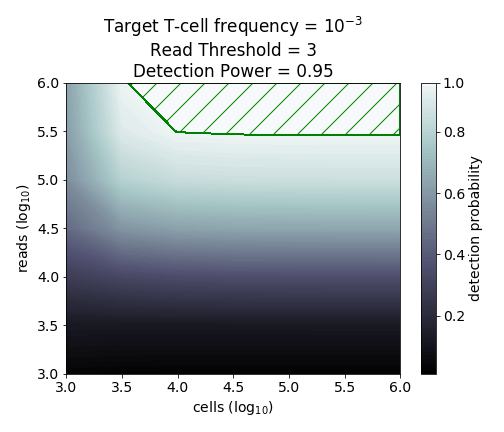 Target T-cell frequency = 10⁻³
Read Threshold = 3
Detection Power = 0.95
6.0
5.5
5.0
4.5
4.0
3.5
3.0
reads (log₁₀)
3.0 3.5 4.0 4.5 5.0 5.5 6.0
cells (log₁₀)
1.0
0.8
0.6
0.4
0.2
detection probability